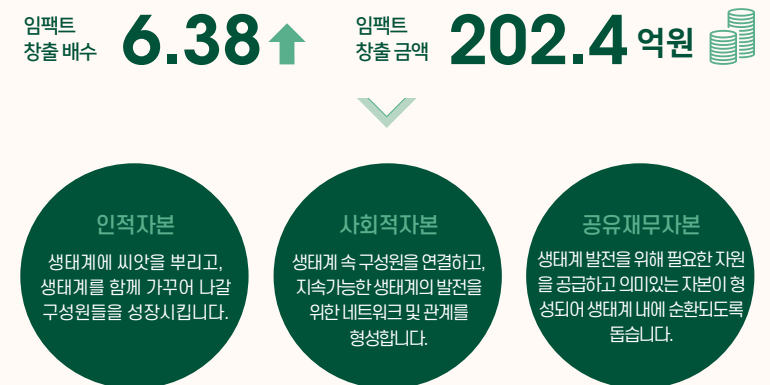 임팩트
창출 배수
6.38
임팩트
창출 금액
202.4 억원
인적자본
생태계에 씨앗을 뿌리고,
생태계를 함께 가꾸어 나갈
구성원들을 성장시킵니다.
사회적자본
생태계 속 구성원을 연결하고,
지속가능한 생태계의 발전을
위한 네트워크 및 관계를
형성합니다.
공유재무자본
생태계 발전을 위해 필요한 자원
을 공급하고 의미있는 자본이 형
성되어 생태계 내에 순환되도록
돕습니다.